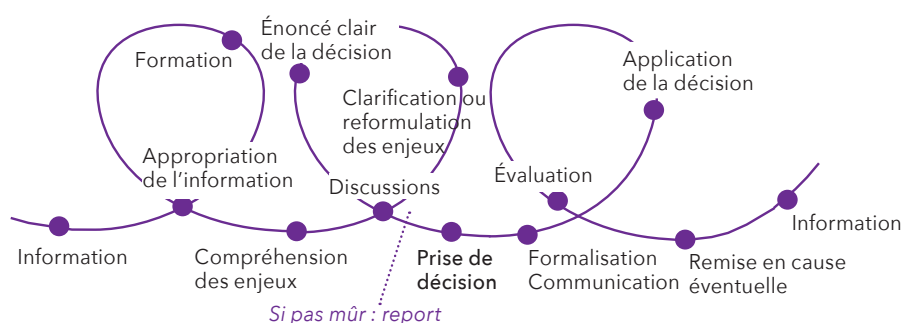 Formation
Énoncé clair
de la décision
Clarification ou
reformulation
des enjeux
Application
de la décision
Appropriation
de l'information
Discussions
Évaluation
Information
Compréhension
des enjeux
Prise de
décision
Formalisation
Communication
Remise en cause
éventuelle
Information
Si pas mûr : report